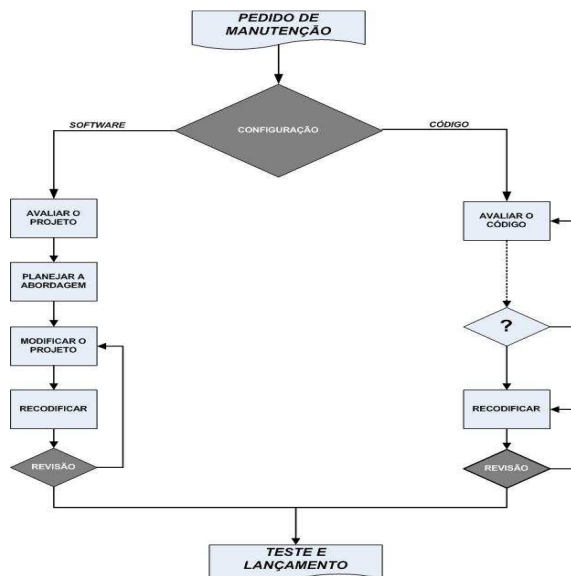 PEDIDO DE
MANUTENÇÃO
SOFTWARE
CONFIGURAÇÃO
CÓDIGO
AVALIAR O
PROJETO
AVALIAR O
CÓDIGO
PLANEJAR A
ABORDAGEM
?
MODIFICAR O
PROJETO
RECODIFICAR
RECODIFICAR
REVISÃO
REVISÃO
TESTE E
LANÇAMENTO